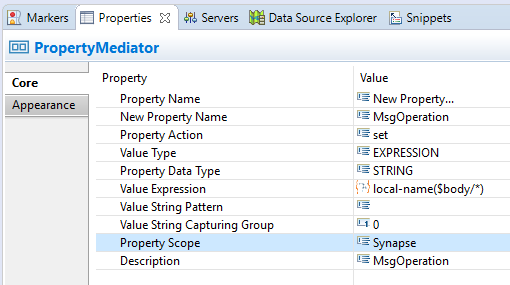 Markers Properties Servers Data Source Explorer Snippets
PropertyMediator
Core
Appearance
Property Value
Property Name New Property...
New Property Name MsgOperation
Property Action set
Value Type EXPRESSION
Property Data Type STRING
Value Expression local-name($body/*)
Value String Pattern
Value String Capturing Group 0
Property Scope Synapse
Description MsgOperation